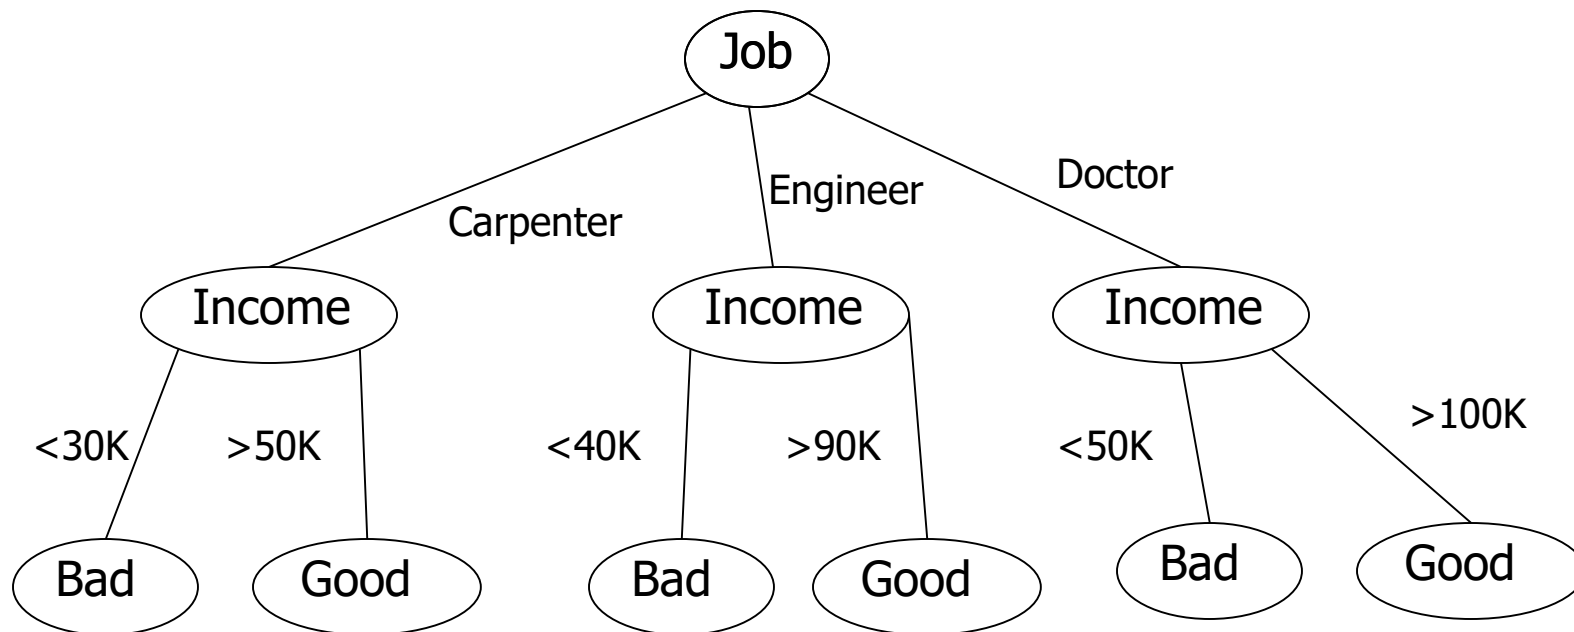 Job
Carpenter
Engineer
Doctor
Income
Income
Income
<30K
>50K
<40K
>90K
<50K
>100K
Bad
Good
Bad
Good
Bad
Good